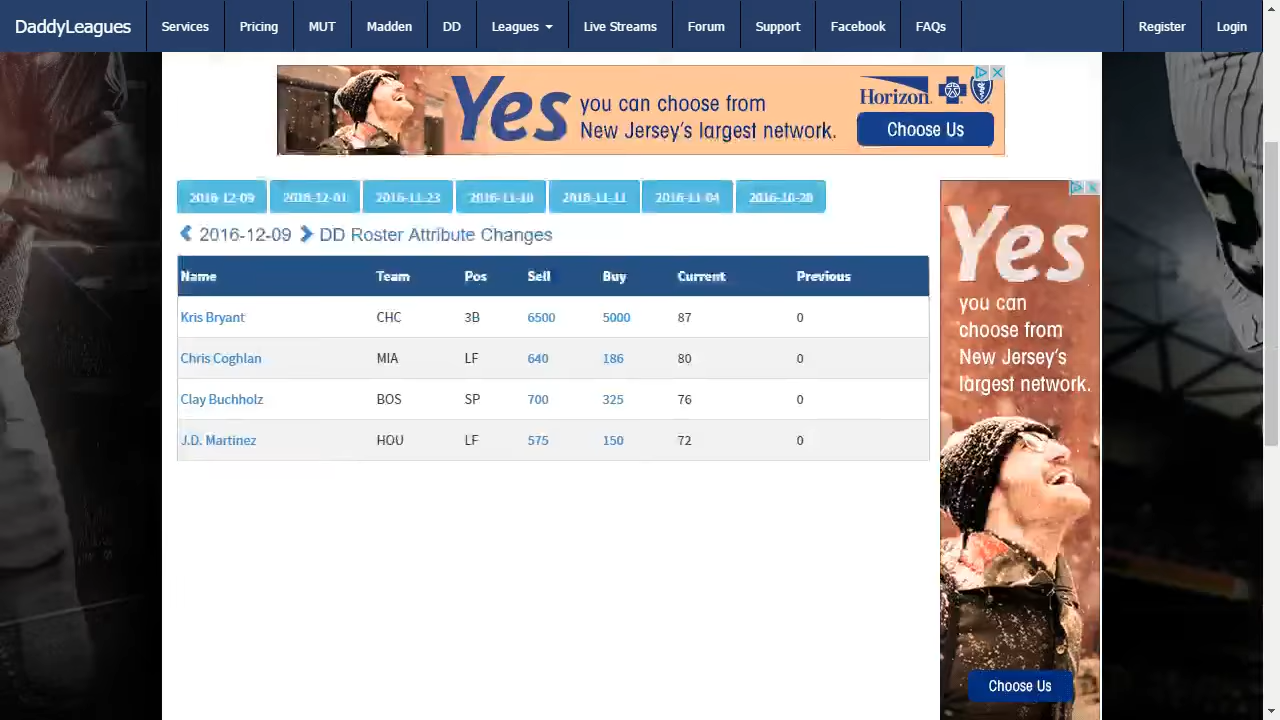 DaddyLeagues Services Pricing MUT Madden DD Leagues Live Streams Forum Support Facebook FAQs Register Login
Yes you can choose from New Jersey's largest network.
Horizon
Choose Us
2016-12-09 2016-12-01 2016-11-23 2016-11-11 2016-11-04 2016-10-28
2016-12-09 DD Roster Attribute Changes
Name Team Pos Sell Buy Current Previous
Kris Bryant CHC 3B 6500 5000 87 0
Chris Coghlan MIA LF 640 186 80 0
Clay Buchholz BOS SP 700 325 76 0
J.D. Martinez HOU LF 575 150 72 0
Yes
you can
choose from
New Jersey's
largest network.
Choose Us